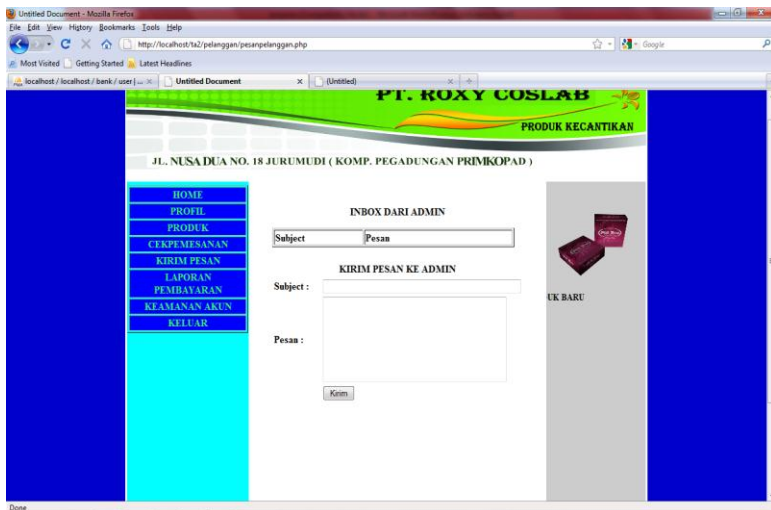 Untitled Document - Mozilla Firefox
File Edit View History Bookmarks Tools Help
http://localhost/ta2/pelanggan/pesanpelanggan.php
Google
Most Visited Getting Started Latest Headlines
localhost / localhost / bank / user | ...
Untitled Document
(Untitled)
PT. ROXY COSLAB
PRODUK KECANTIKAN
JL. NUSA DUA NO. 18 JURUMUDI ( KOMP. PEGADUNGAN PRIMKOPAD )
HOME
PROFIL
PRODUK
CEKPEMESANAN
KIRIM PESAN
LAPORAN
PEMBAYARAN
KEAMANAN AKUN
KELUAR
INBOX DARI ADMIN
Subject Pesan
KIRIM PESAN KE ADMIN
Subject :
Pesan :
Kirim
UK BARU
Done